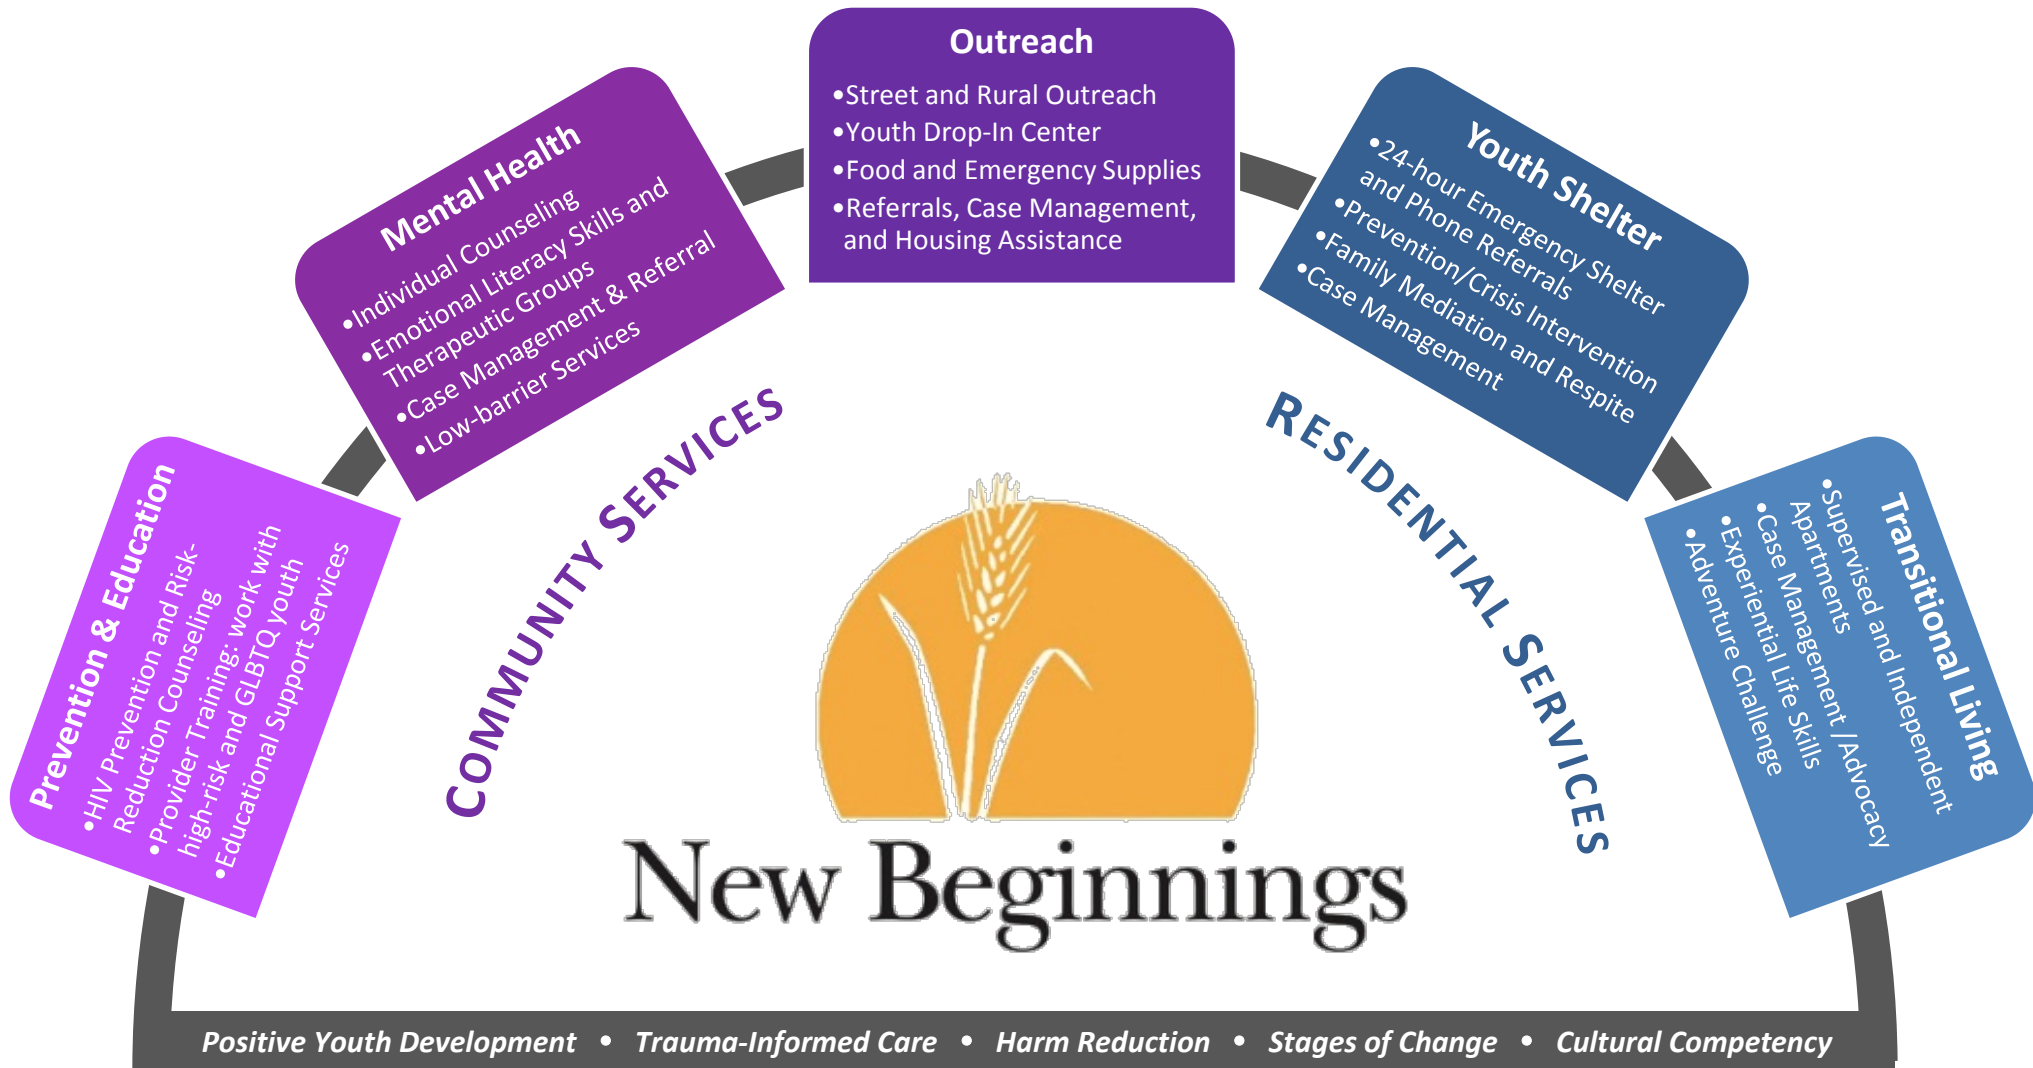 Prevention & Education
•HIV Prevention and Risk-
Reduction Counseling
•Provider Training: work with
high-risk and GLBTQ youth
•Educational Support Services
Mental Health
•Individual Counseling
•Emotional Literacy Skills and
Therapeutic Groups
•Case Management & Referral
•Low-barrier Services
Outreach
•Street and Rural Outreach
•Youth Drop-In Center
•Food and Emergency Supplies
•Referrals, Case Management,
and Housing Assistance
Youth Shelter
•24-hour Emergency Shelter
and Phone Referrals
•Prevention/Crisis Intervention
•Family Mediation and Respite
•Case Management
Transitional Living
•Supervised and Independent
Apartments
•Case Management /Advocacy
•Experiential Life Skills
•Adventure Challenge
COMMUNITY SERVICES
RESIDENTIAL SERVICES
New Beginnings
Positive Youth Development • Trauma-Informed Care • Harm Reduction • Stages of Change • Cultural Competency